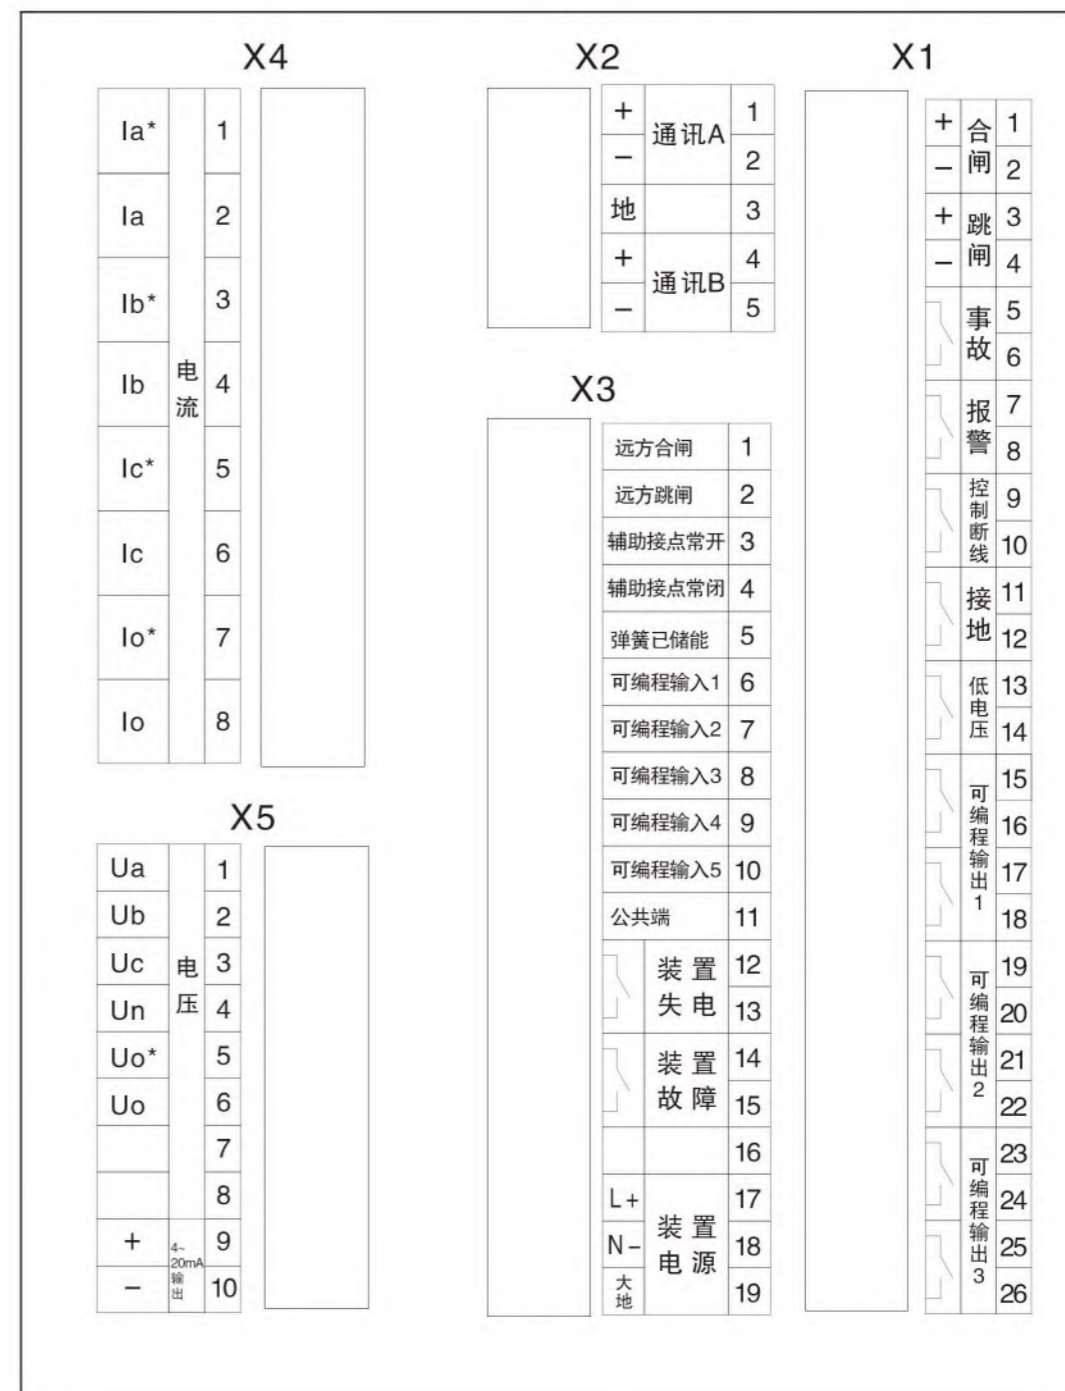 X4
Ia* 1
Ia 2
Ib* 3
Ib 4
电流
Ic* 5
Ic 6
Io* 7
Io 8
X5
Ua 1
Ub 2
Uc 3
电压
Un 4
Uo* 5
Uo 6
7
8
+ 9
4~
20mA
输
出
− 10
X2
+ 通讯A 1
− 2
地 3
+ 通讯B 4
− 5
X3
远方合闸 1
远方跳闸 2
辅助接点常开 3
辅助接点常闭 4
弹簧已储能 5
可编程输入1 6
可编程输入2 7
可编程输入3 8
可编程输入4 9
可编程输入5 10
公共端 11
装置 12
失电 13
装置 14
故障 15
16
L+ 17
装置
N− 18
电源
大地 19
X1
+ 合闸 1
− 2
+ 跳闸 3
− 4
事故 5
6
报警 7
8
控制断线 9
10
接地 11
12
低电压 13
14
可编程输出1 15
16
17
18
可编程输出2 19
20
21
22
可编程输出3 23
24
25
26